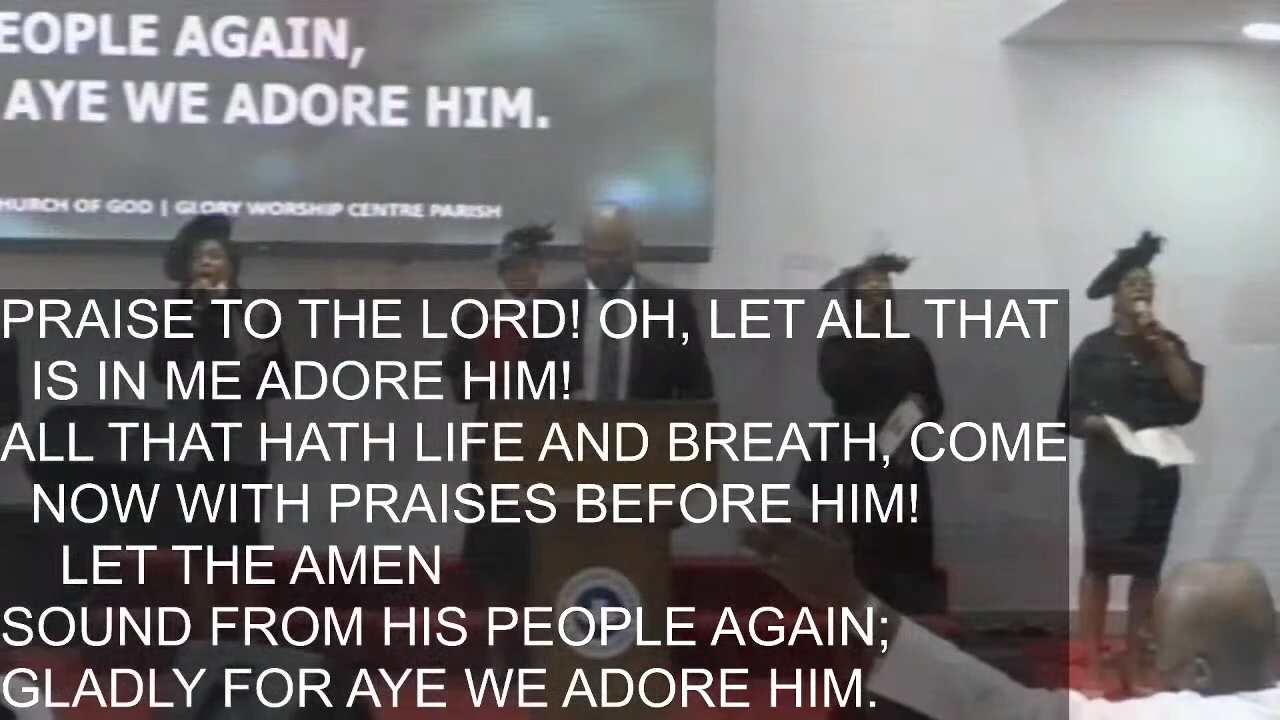 EOPLE AGAIN,
AYE WE ADORE HIM.
HURCH OF GOD | GLORY WORSHIP CENTRE PARISH
PRAISE TO THE LORD! OH, LET ALL THAT
IS IN ME ADORE HIM!
ALL THAT HATH LIFE AND BREATH, COME
NOW WITH PRAISES BEFORE HIM!
LET THE AMEN
SOUND FROM HIS PEOPLE AGAIN;
GLADLY FOR AYE WE ADORE HIM.